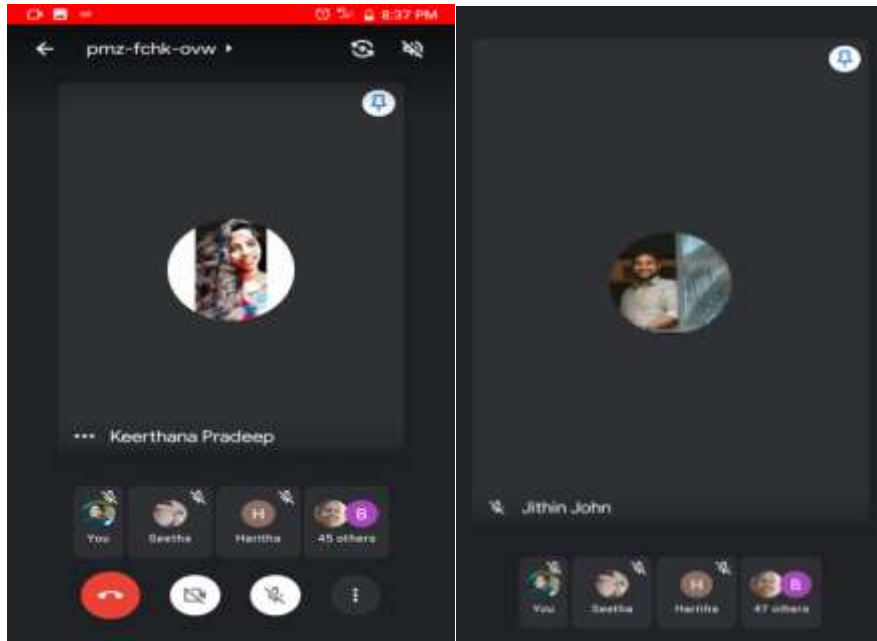 8:37 PM
pmz-fchk-ovw
Keerthana Pradeep
You Seetha H Haritha B 45 others
Jithin John
You Seetha H Haritha B 47 others